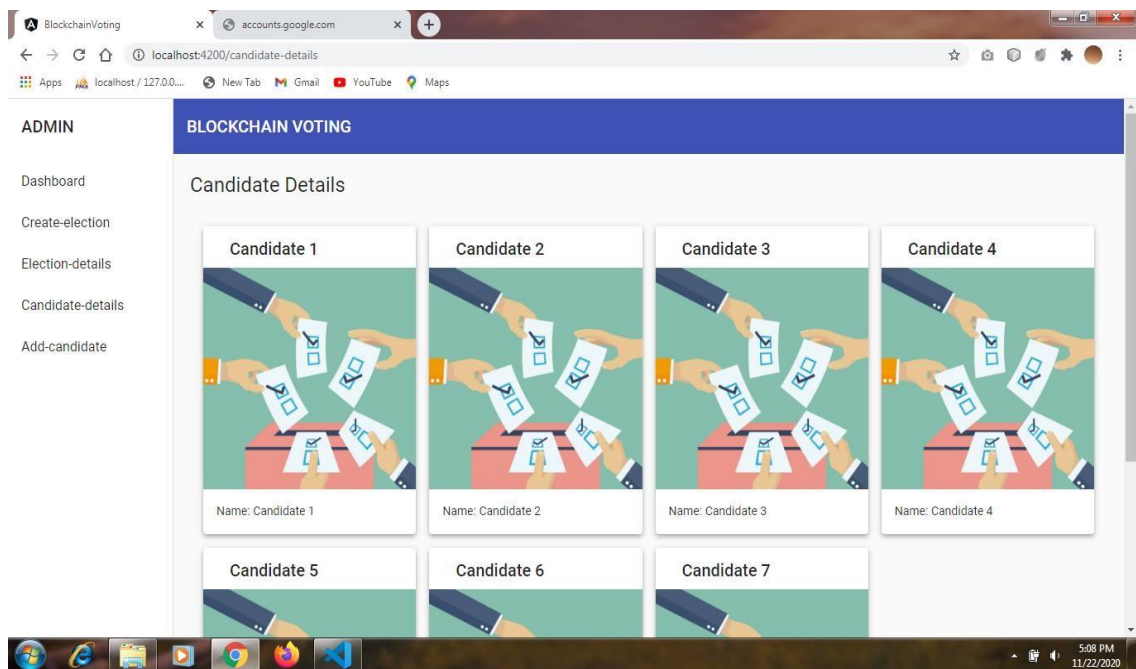 BlockchainVoting
accounts.google.com
localhost:4200/candidate-details
Apps
localhost / 127.0.0....
New Tab
Gmail
YouTube
Maps
ADMIN
BLOCKCHAIN VOTING
Dashboard
Create-election
Election-details
Candidate-details
Add-candidate
Candidate Details
Candidate 1
Candidate 2
Candidate 3
Candidate 4
Name: Candidate 1
Name: Candidate 2
Name: Candidate 3
Name: Candidate 4
Candidate 5
Candidate 6
Candidate 7
5:08 PM
11/22/2020